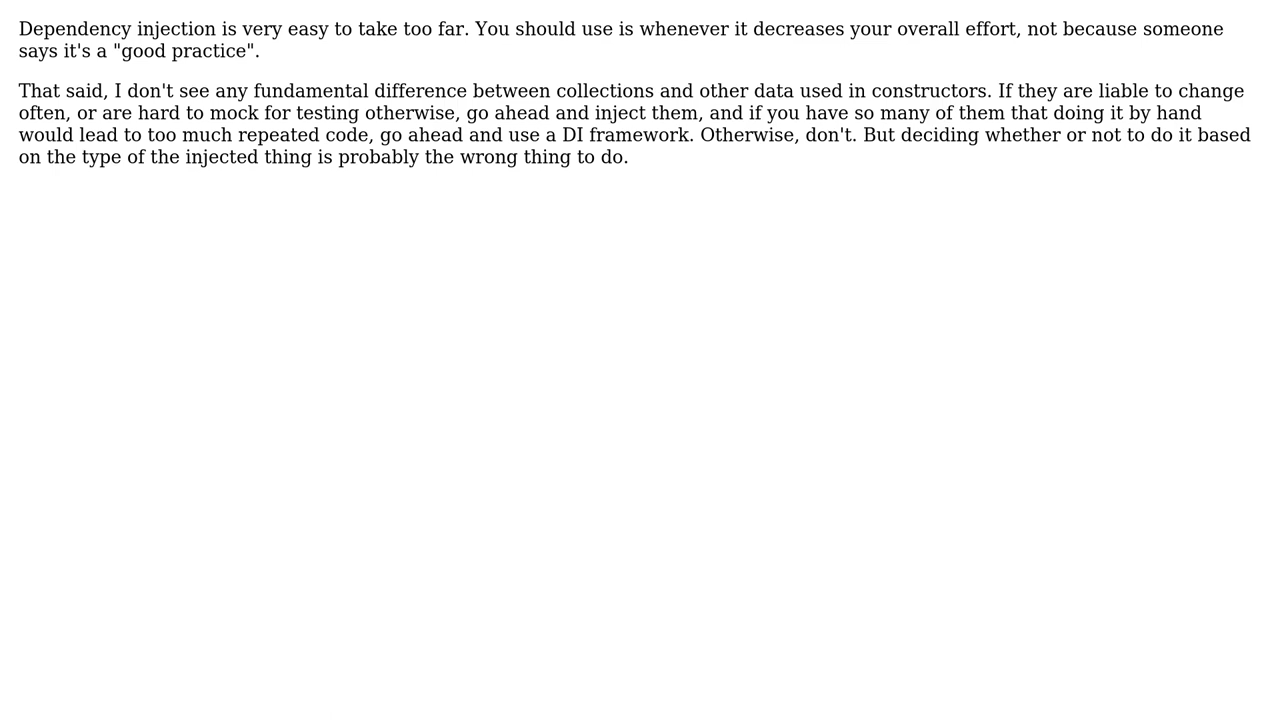 Dependency injection is very easy to take too far. You should use is whenever it decreases your overall effort, not because someone
says it's a "good practice".
That said, I don't see any fundamental difference between collections and other data used in constructors. If they are liable to change
often, or are hard to mock for testing otherwise, go ahead and inject them, and if you have so many of them that doing it by hand
would lead to too much repeated code, go ahead and use a DI framework. Otherwise, don't. But deciding whether or not to do it based
on the type of the injected thing is probably the wrong thing to do.